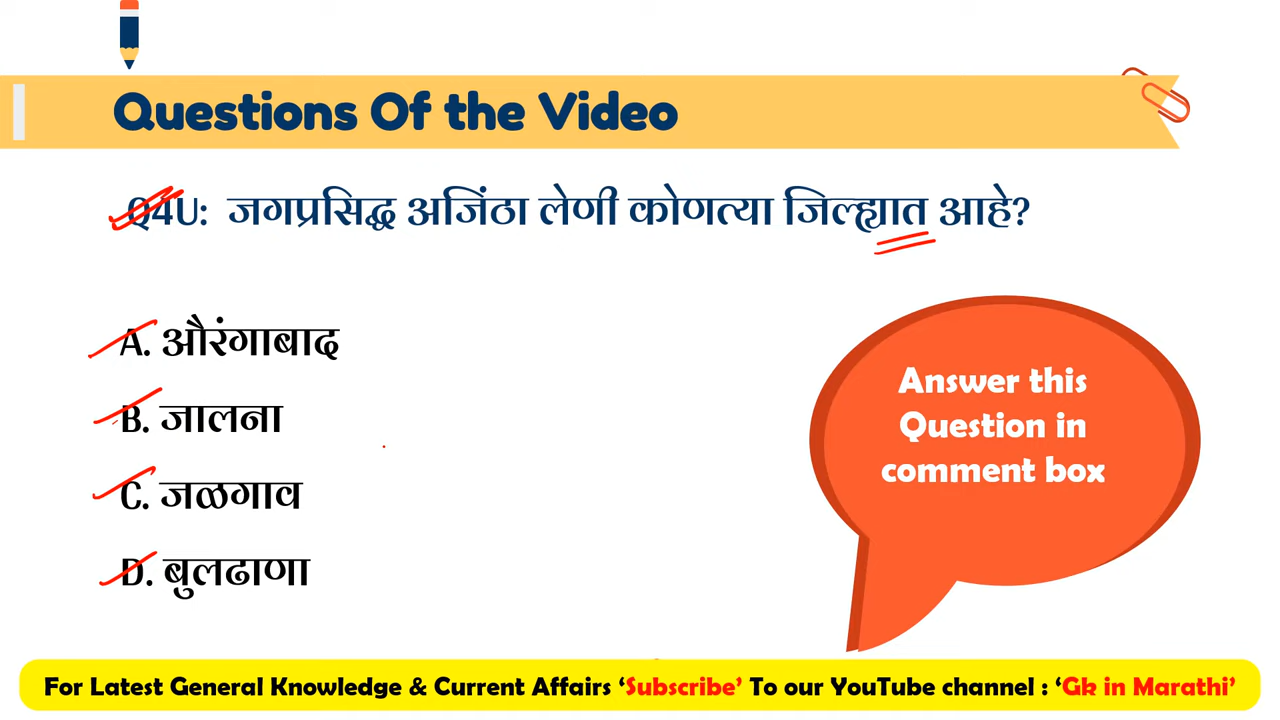 Questions Of the Video
Q4U: जगप्रसिद्ध अजिंठा लेणी कोणत्या जिल्ह्यात आहे?
A. औरंगाबाद
B. जालना
C. जळगाव
D. बुलढाणा
Answer this
Question in
comment box
For Latest General Knowledge & Current Affairs ‘Subscribe’ To our YouTube channel : ‘Gk in Marathi’